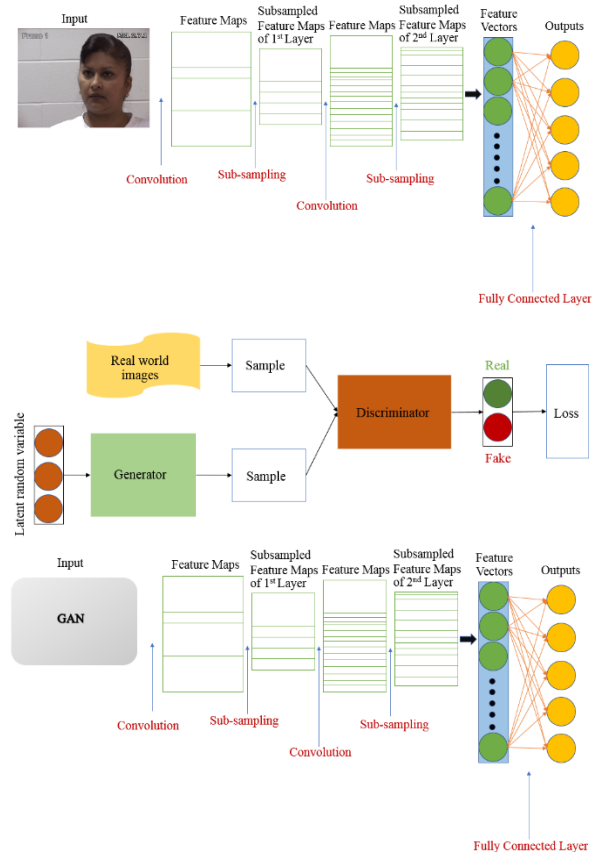 Input
Feature Maps
Subsampled
Feature Maps
of 1st Layer
Feature Maps
Subsampled
Feature Maps
of 2nd Layer
Feature
Vectors
Outputs
Convolution
Sub-sampling
Convolution
Sub-sampling
Fully Connected Layer
Real world
images
Sample
Latent random variable
Generator
Sample
Discriminator
Real
Fake
Loss
Input
GAN
Feature Maps
Subsampled
Feature Maps
of 1st Layer
Feature Maps
Subsampled
Feature Maps
of 2nd Layer
Feature
Vectors
Outputs
Convolution
Sub-sampling
Convolution
Sub-sampling
Fully Connected Layer